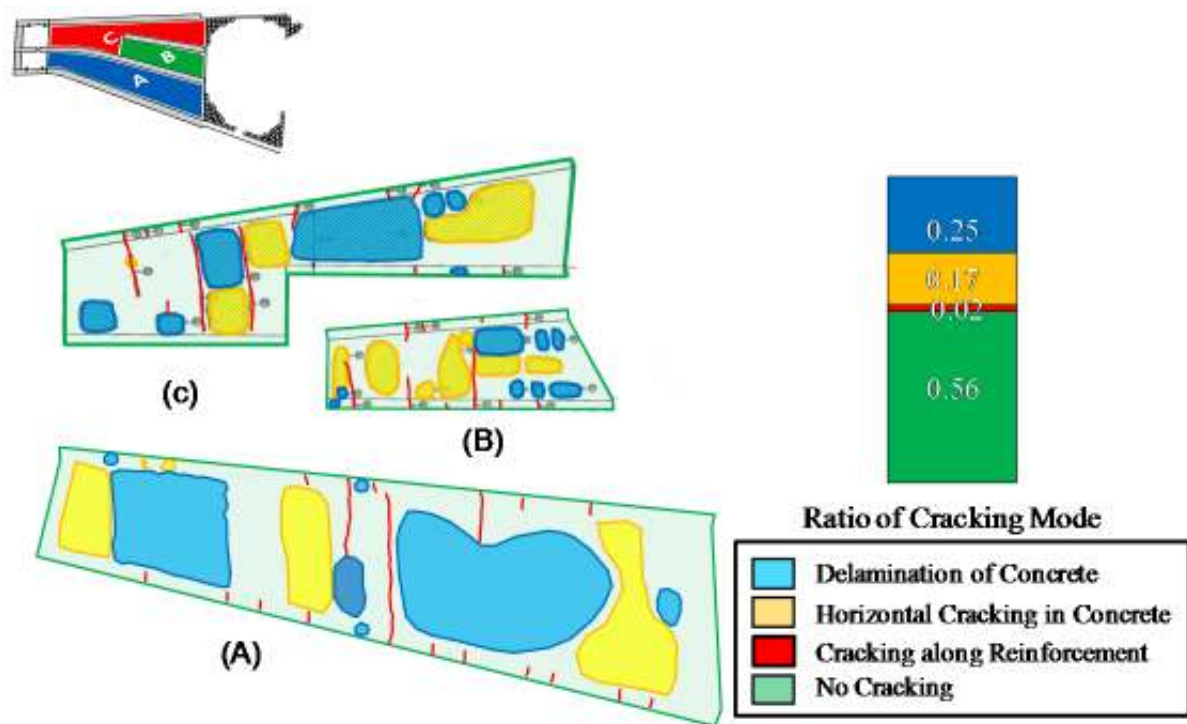 C
B
A
(c)
(B)
(A)
0.25
0.17
0.02
0.56
Ratio of Cracking Mode
Delamination of Concrete
Horizontal Cracking in Concrete
Cracking along Reinforcement
No Cracking